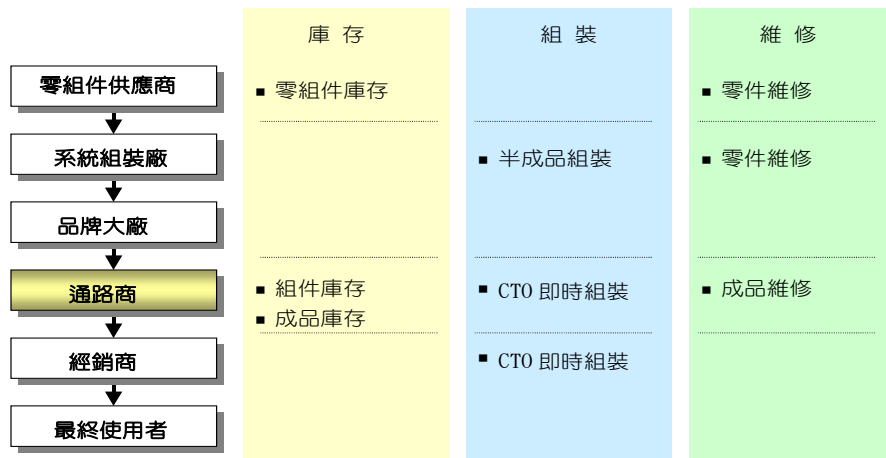 庫 存
組 裝
維 修
零組件供應商
▪ 零組件庫存
▪ 零件維修
系統組裝廠
▪ 半成品組裝
▪ 零件維修
品牌大廠
通路商
▪ 組件庫存
▪ 成品庫存
▪ CTO 即時組裝
▪ 成品維修
經銷商
▪ CTO 即時組裝
最終使用者